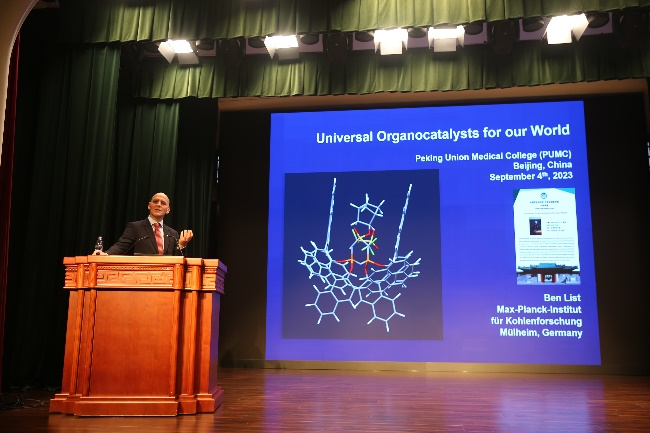 Universal Organocatalysts for our World
Peking Union Medical College (PUMC)
Beijing, China
September 4th, 2023
Ben List
Max-Planck-Institut
für Kohlenforschung
Mülheim, Germany